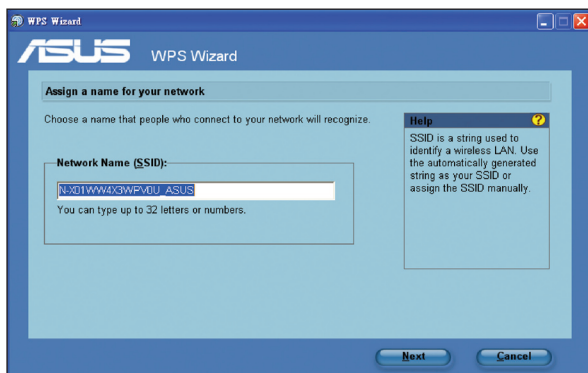 WPS Wizard
ASUS WPS Wizard
Assign a name for your network
Choose a name that people who connect to your network will recognize.
Network Name (SSID):
N-X01WW4X3WPV0U_ASUS
You can type up to 32 letters or numbers.
Help
SSID is a string used to
identify a wireless LAN. Use
the automatically generated
string as your SSID or
assign the SSID manually.
Next Cancel